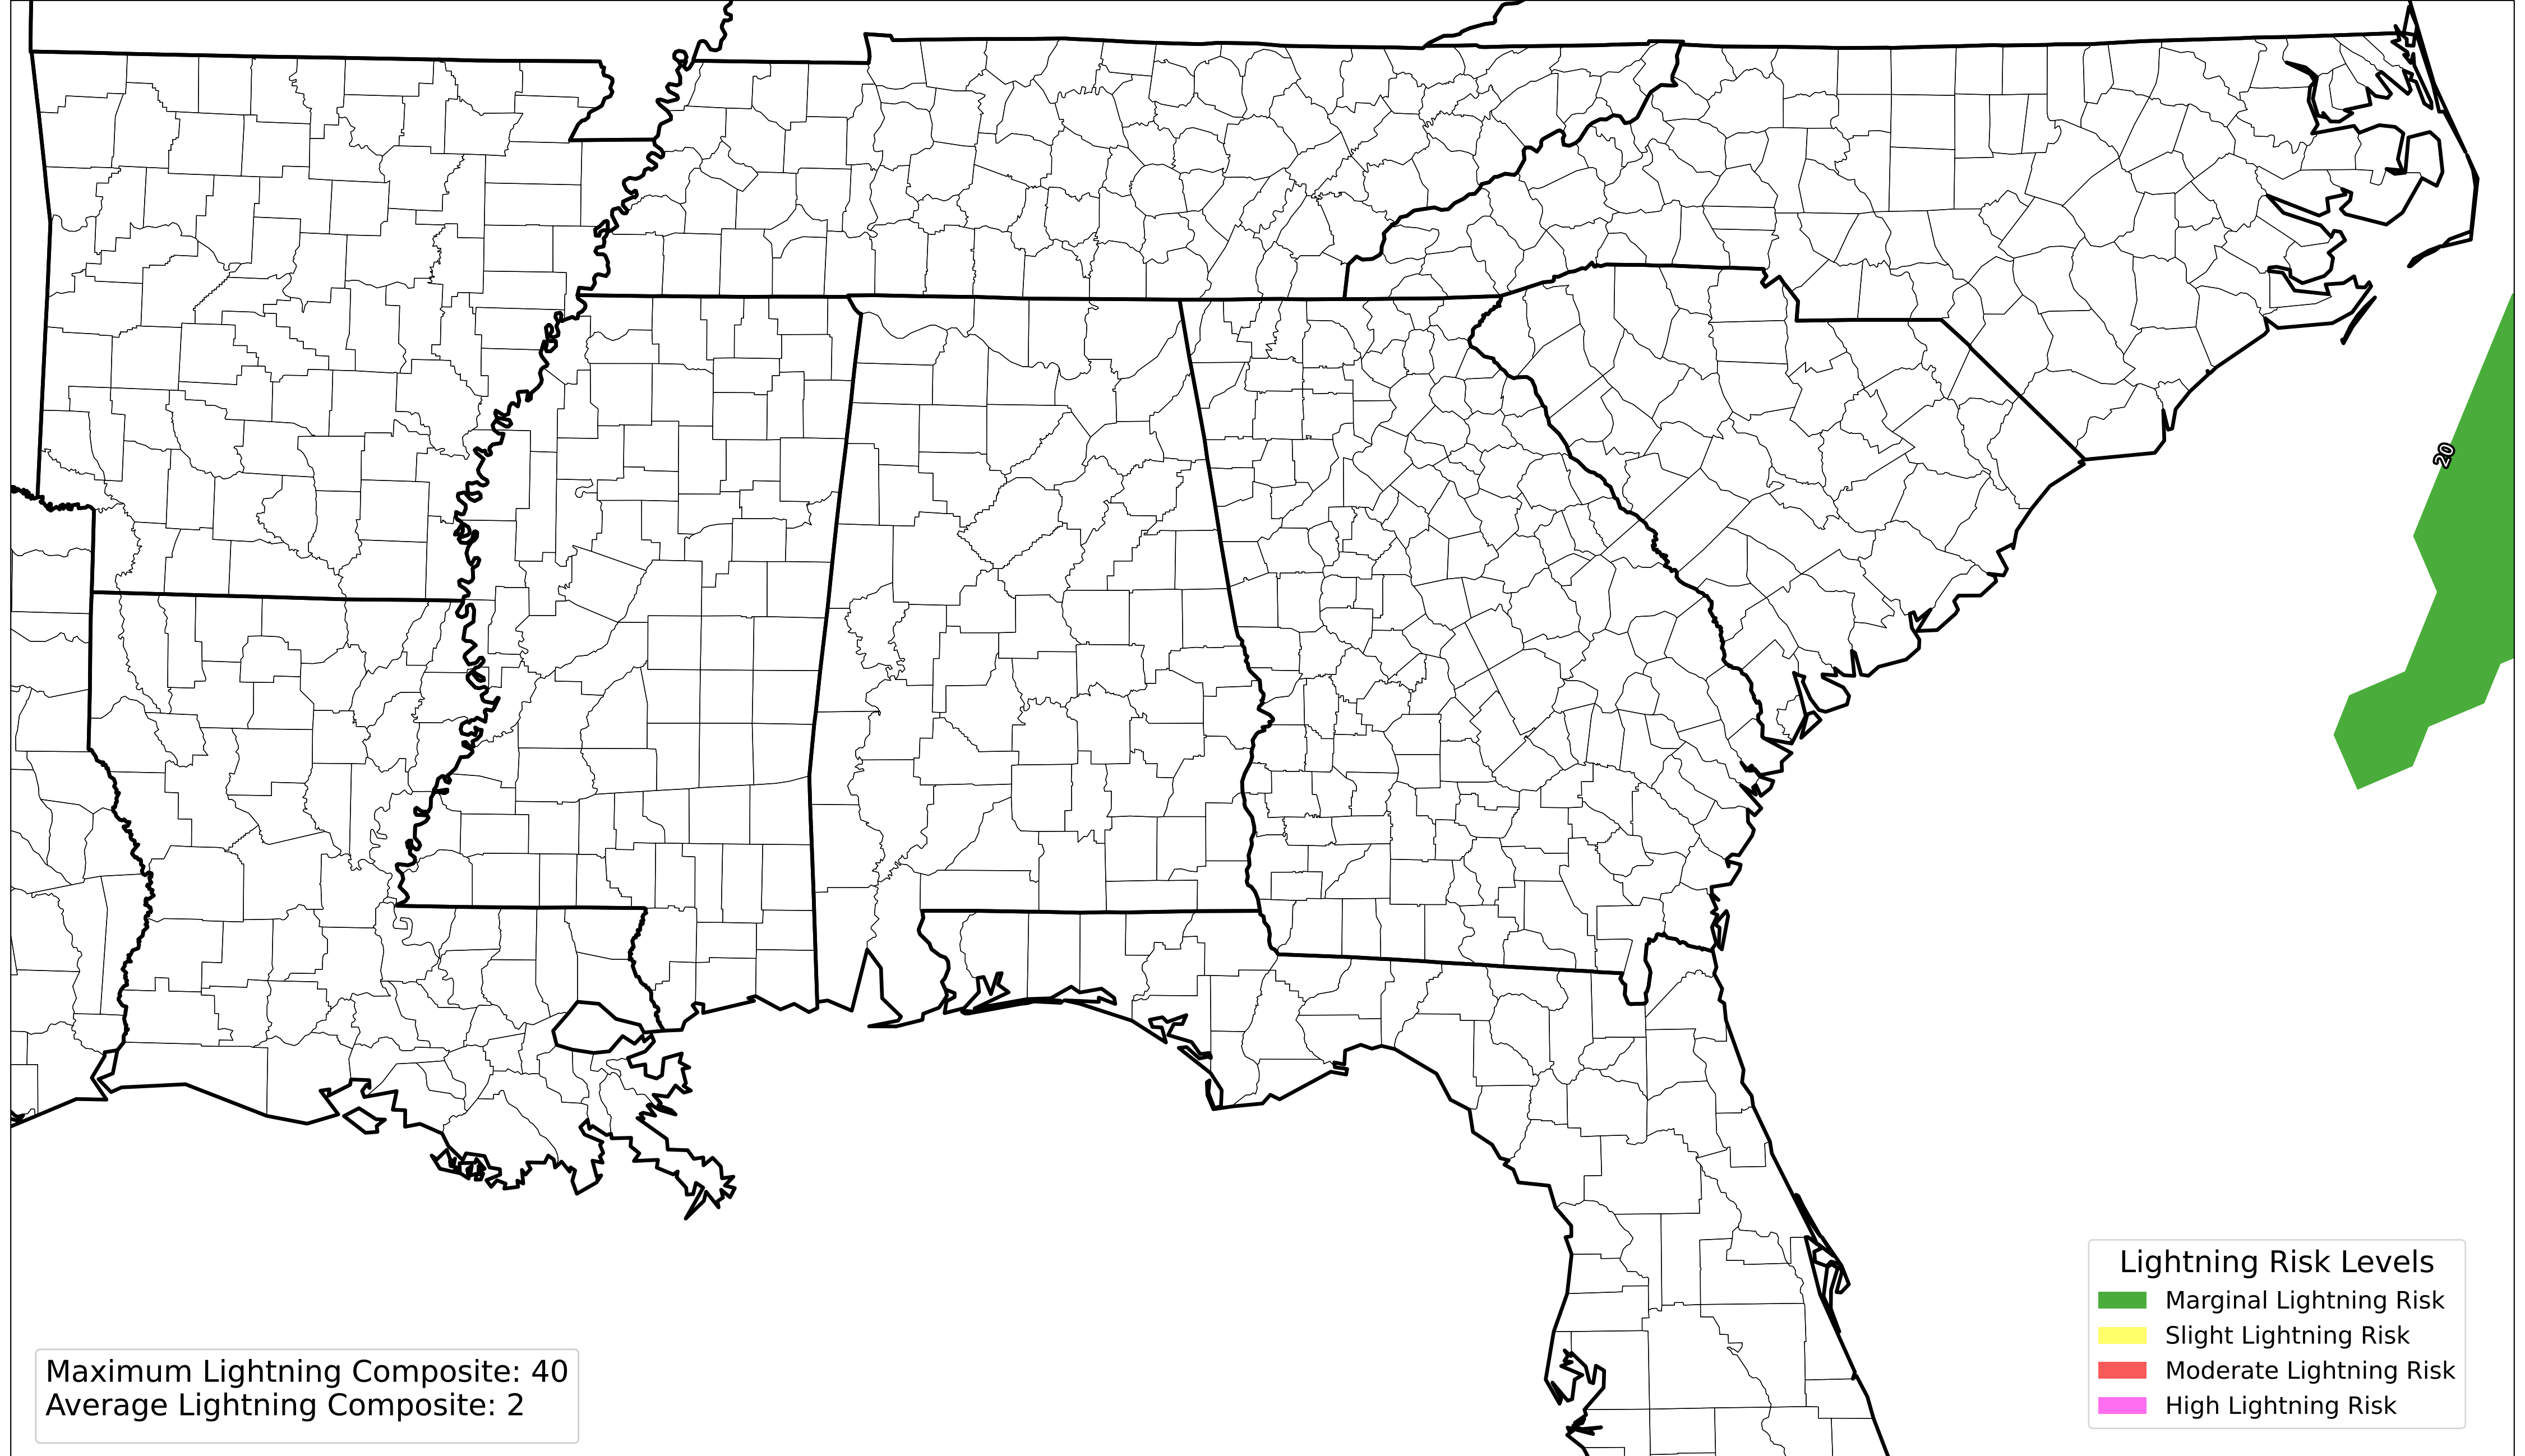 20
Lightning Risk Levels
Marginal Lightning Risk
Slight Lightning Risk
Moderate Lightning Risk
High Lightning Risk
Maximum Lightning Composite: 40
Average Lightning Composite: 2